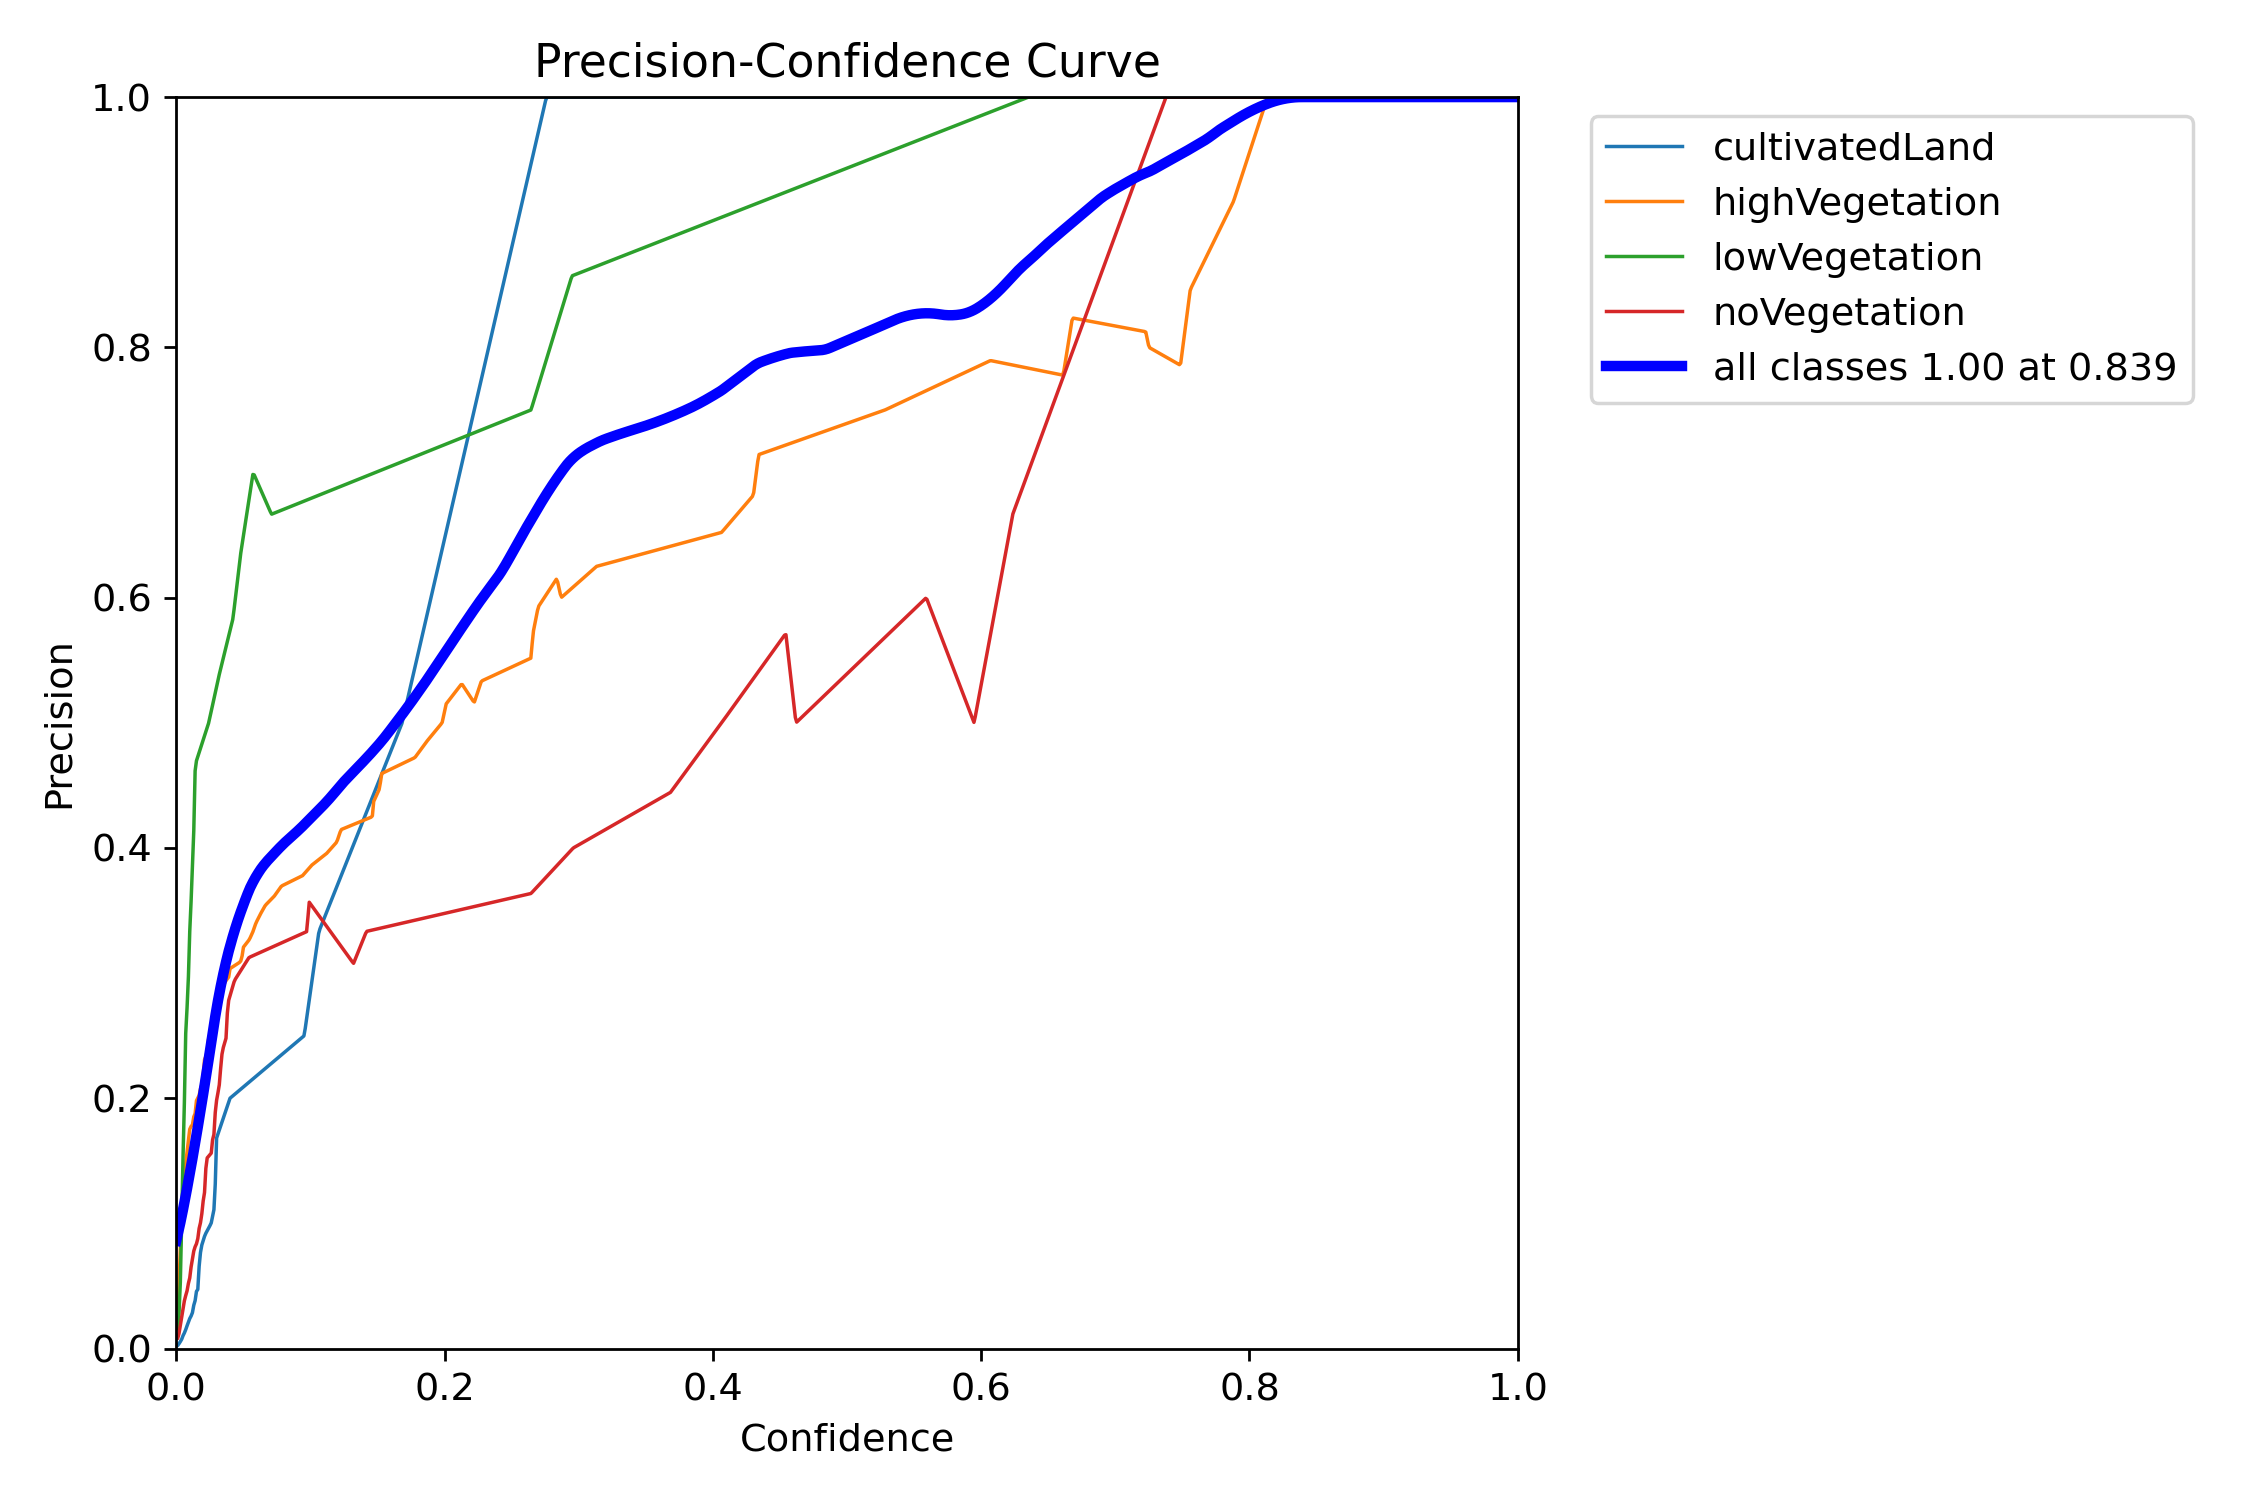 Precision-Confidence Curve
1.0
0.8
0.6
0.4
0.2
0.0
Precision
0.0 0.2 0.4 0.6 0.8 1.0
Confidence
cultivatedLand
highVegetation
lowVegetation
noVegetation
all classes 1.00 at 0.839